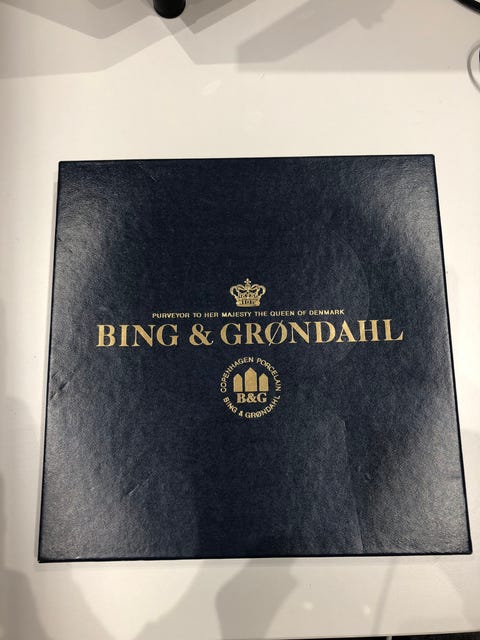 PURVEYOR TO HER MAJESTY THE QUEEN OF DENMARK
BING & GRØNDAHL
COPENHAGEN PORCELAIN
B&G
BING & GRØNDAHL